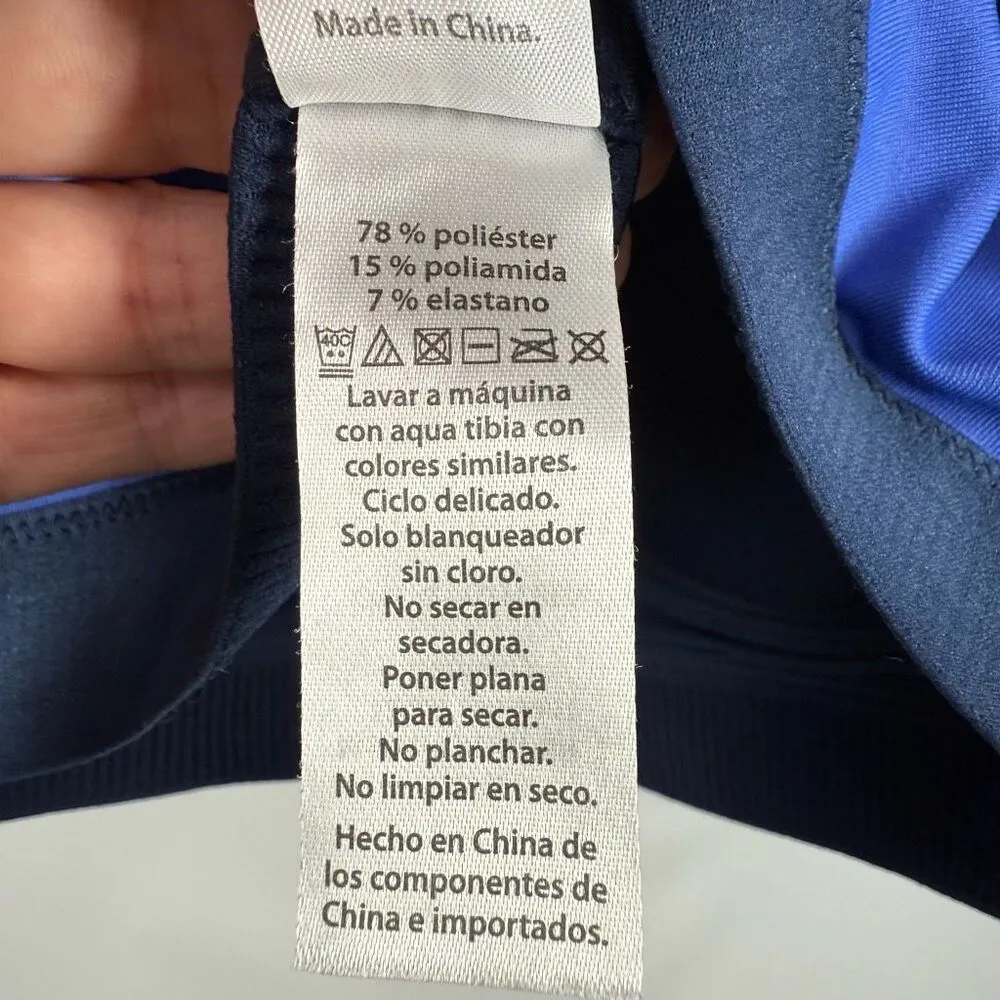 Made in China.
78 % poliéster
15 % poliamida
7 % elastano
40C
Lavar a máquina
con aqua tibia con
colores similares.
Ciclo delicado.
Solo blanqueador
sin cloro.
No secar en
secadora.
Poner plana
para secar.
No planchar.
No limpiar en seco.
Hecho en China de
los componentes de
China e importados.